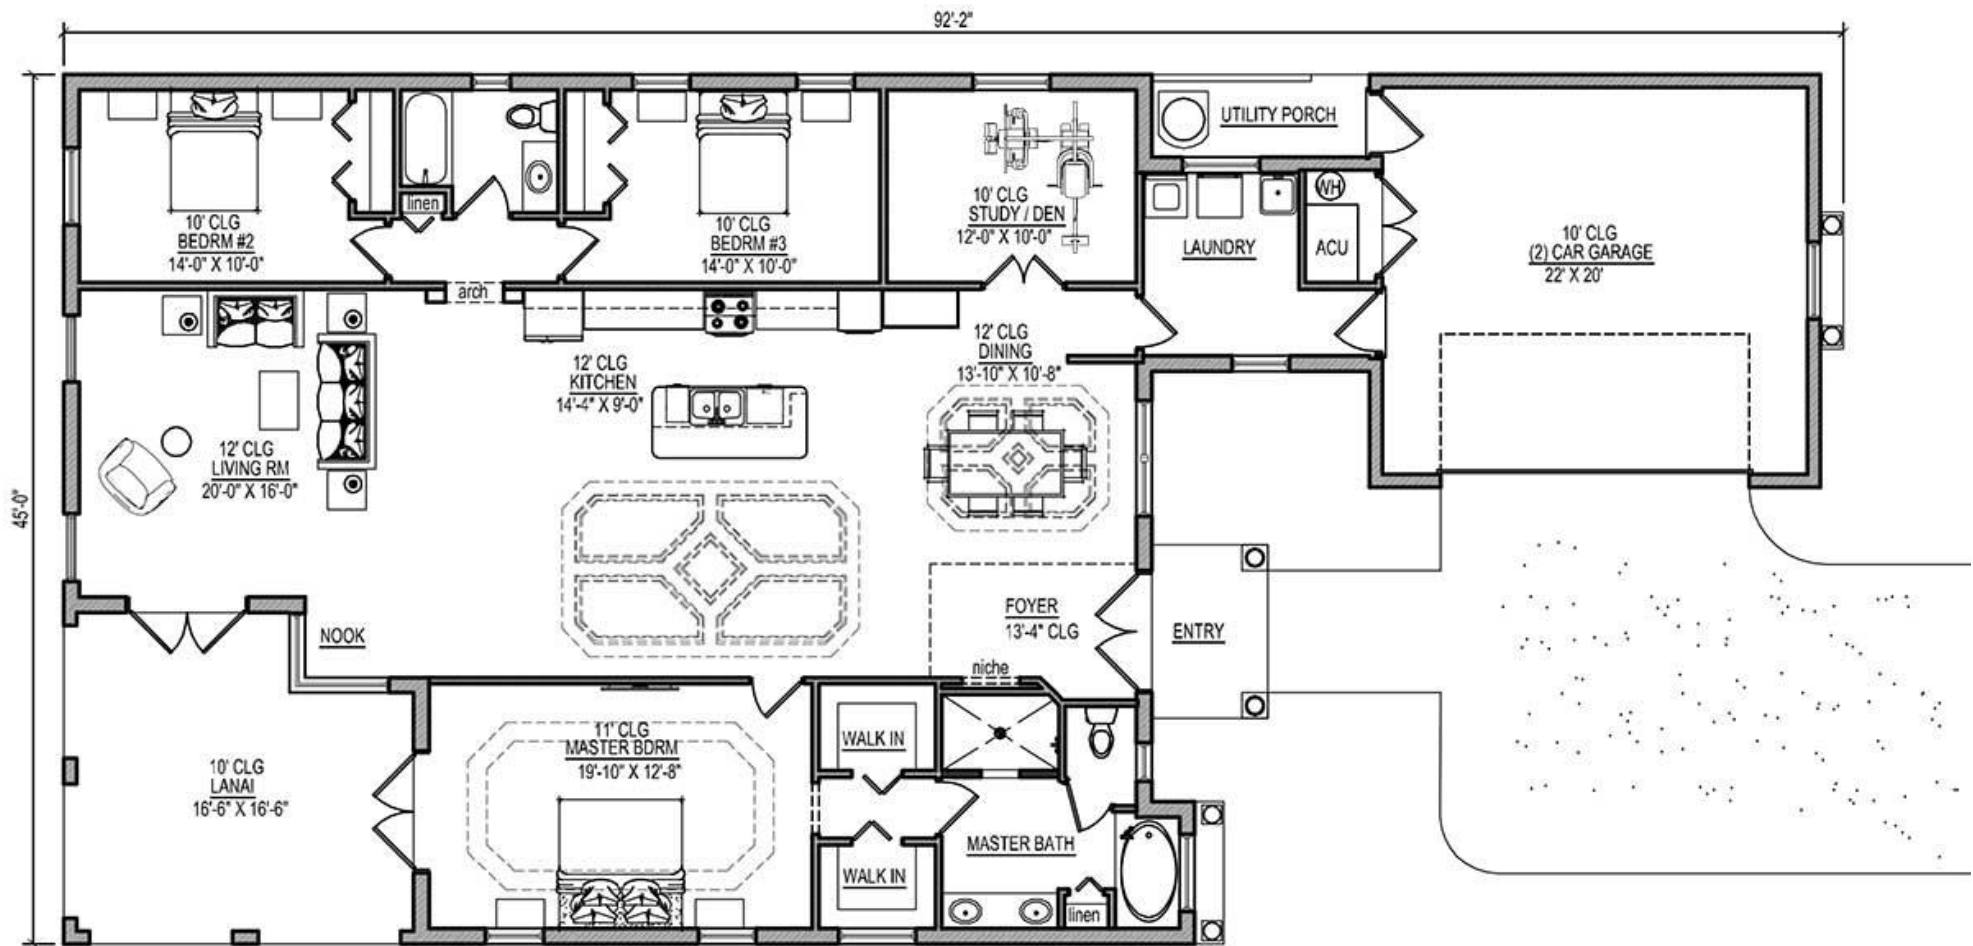 92'-2"
45'-0"
10' CLG
BEDRM #2
14'-0" X 10'-0"
linen
10' CLG
BEDRM #3
14'-0" X 10'-0"
10' CLG
STUDY / DEN
12'-0" X 10'-0"
UTILITY PORCH
LAUNDRY
WH
ACU
10' CLG
(2) CAR GARAGE
22' X 20'
arch
12' CLG
KITCHEN
14'-4" X 9'-0"
12' CLG
DINING
13'-10" X 10'-8"
12' CLG
LIVING RM
20'-0" X 16'-0"
NOOK
FOYER
13'-4" CLG
ENTRY
niche
10' CLG
LANAI
16'-6" X 16'-6"
11' CLG
MASTER BDRM
19'-10" X 12'-8"
WALK IN
WALK IN
MASTER BATH
linen